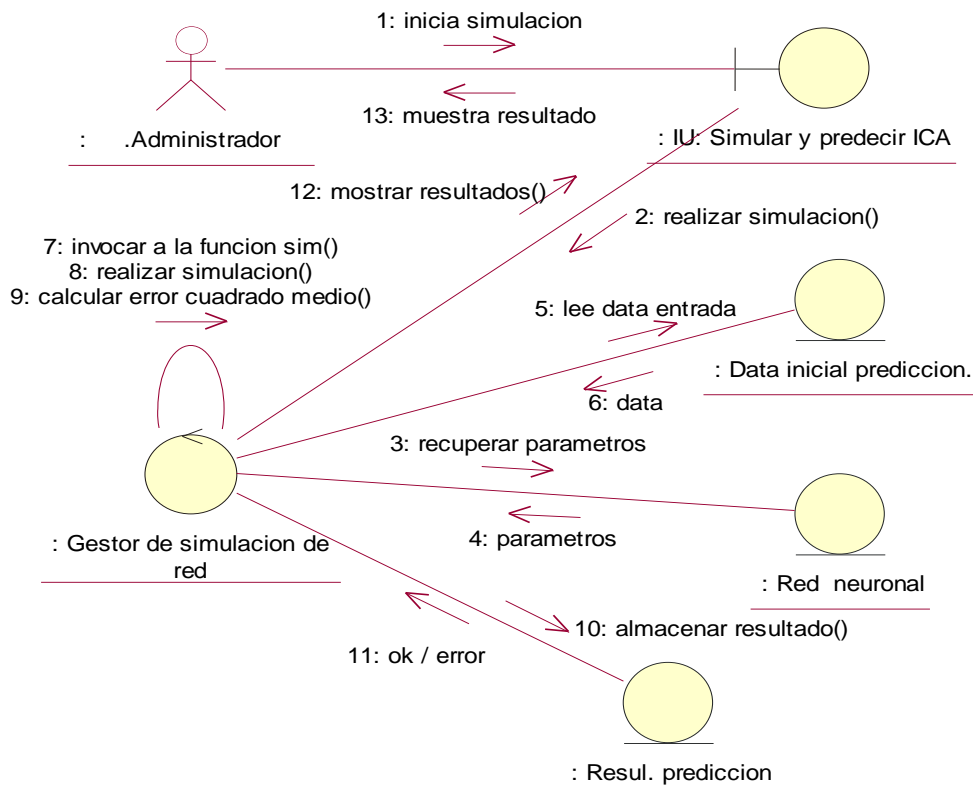 1: inicia simulacion
13: muestra resultado
: .Administrador
: IU: Simular y predecir ICA
12: mostrar resultados()
2: realizar simulacion()
7: invocar a la funcion sim()
8: realizar simulacion()
9: calcular error cuadrado medio()
5: lee data entrada
: Data inicial prediccion.
6: data
3: recuperar parametros
4: parametros
: Gestor de simulacion de
red
: Red neuronal
10: almacenar resultado()
11: ok / error
: Resul. prediccion